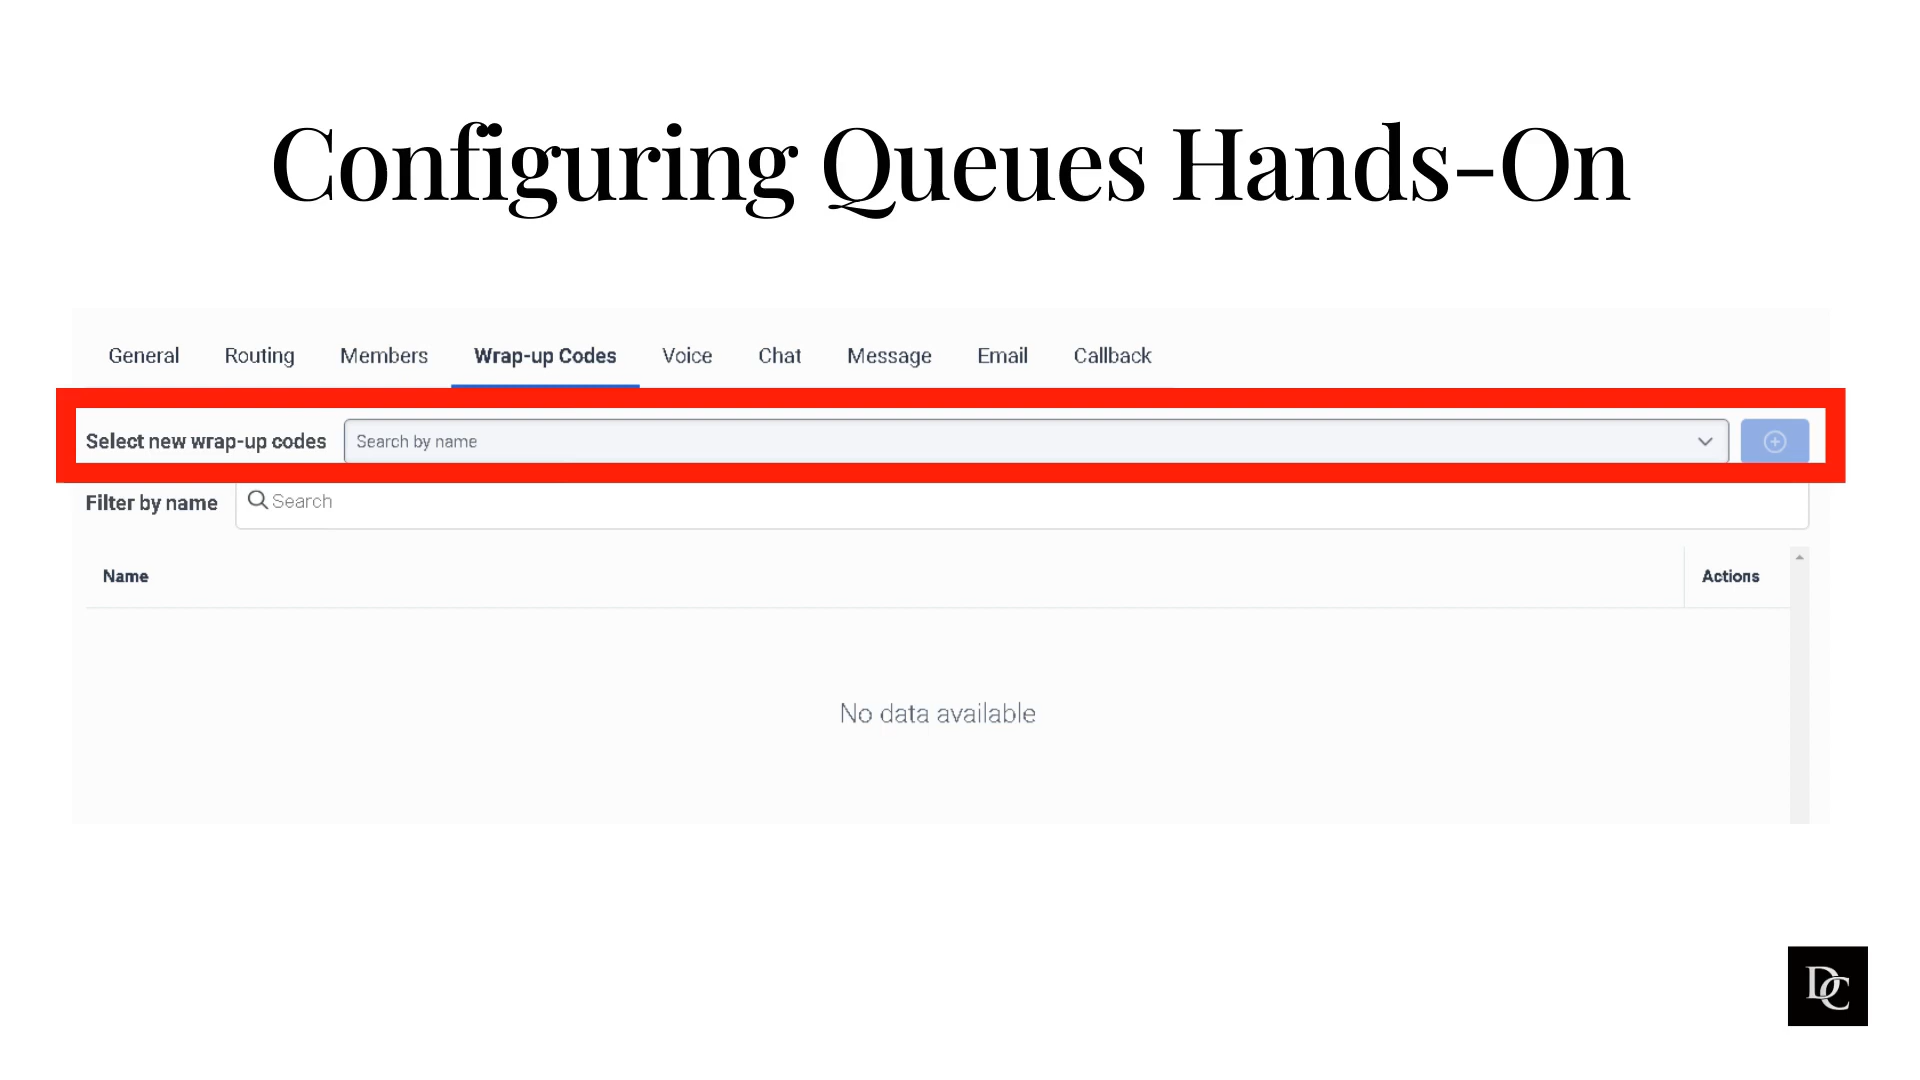 Configuring Queues Hands-On
General Routing Members Wrap-up Codes Voice Chat Message Email Callback
Select new wrap-up codes Search by name
Filter by name Search
Name Actions
No data available
DC